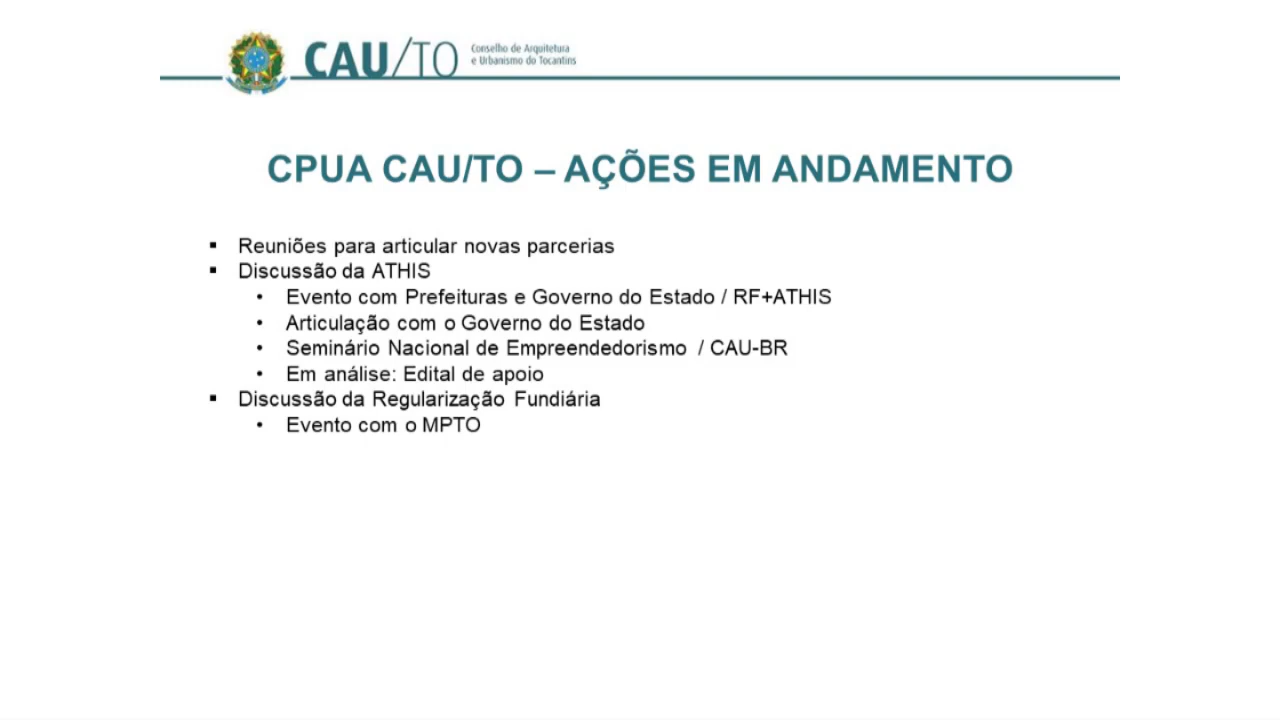 CAU/TO
Conselho de Arquitetura
e Urbanismo do Tocantins
CPUA CAU/TO – AÇÕES EM ANDAMENTO
▪ Reuniões para articular novas parcerias
▪ Discussão da ATHIS
• Evento com Prefeituras e Governo do Estado / RF+ATHIS
• Articulação com o Governo do Estado
• Seminário Nacional de Empreendedorismo / CAU-BR
• Em análise: Edital de apoio
▪ Discussão da Regularização Fundiária
• Evento com o MPTO